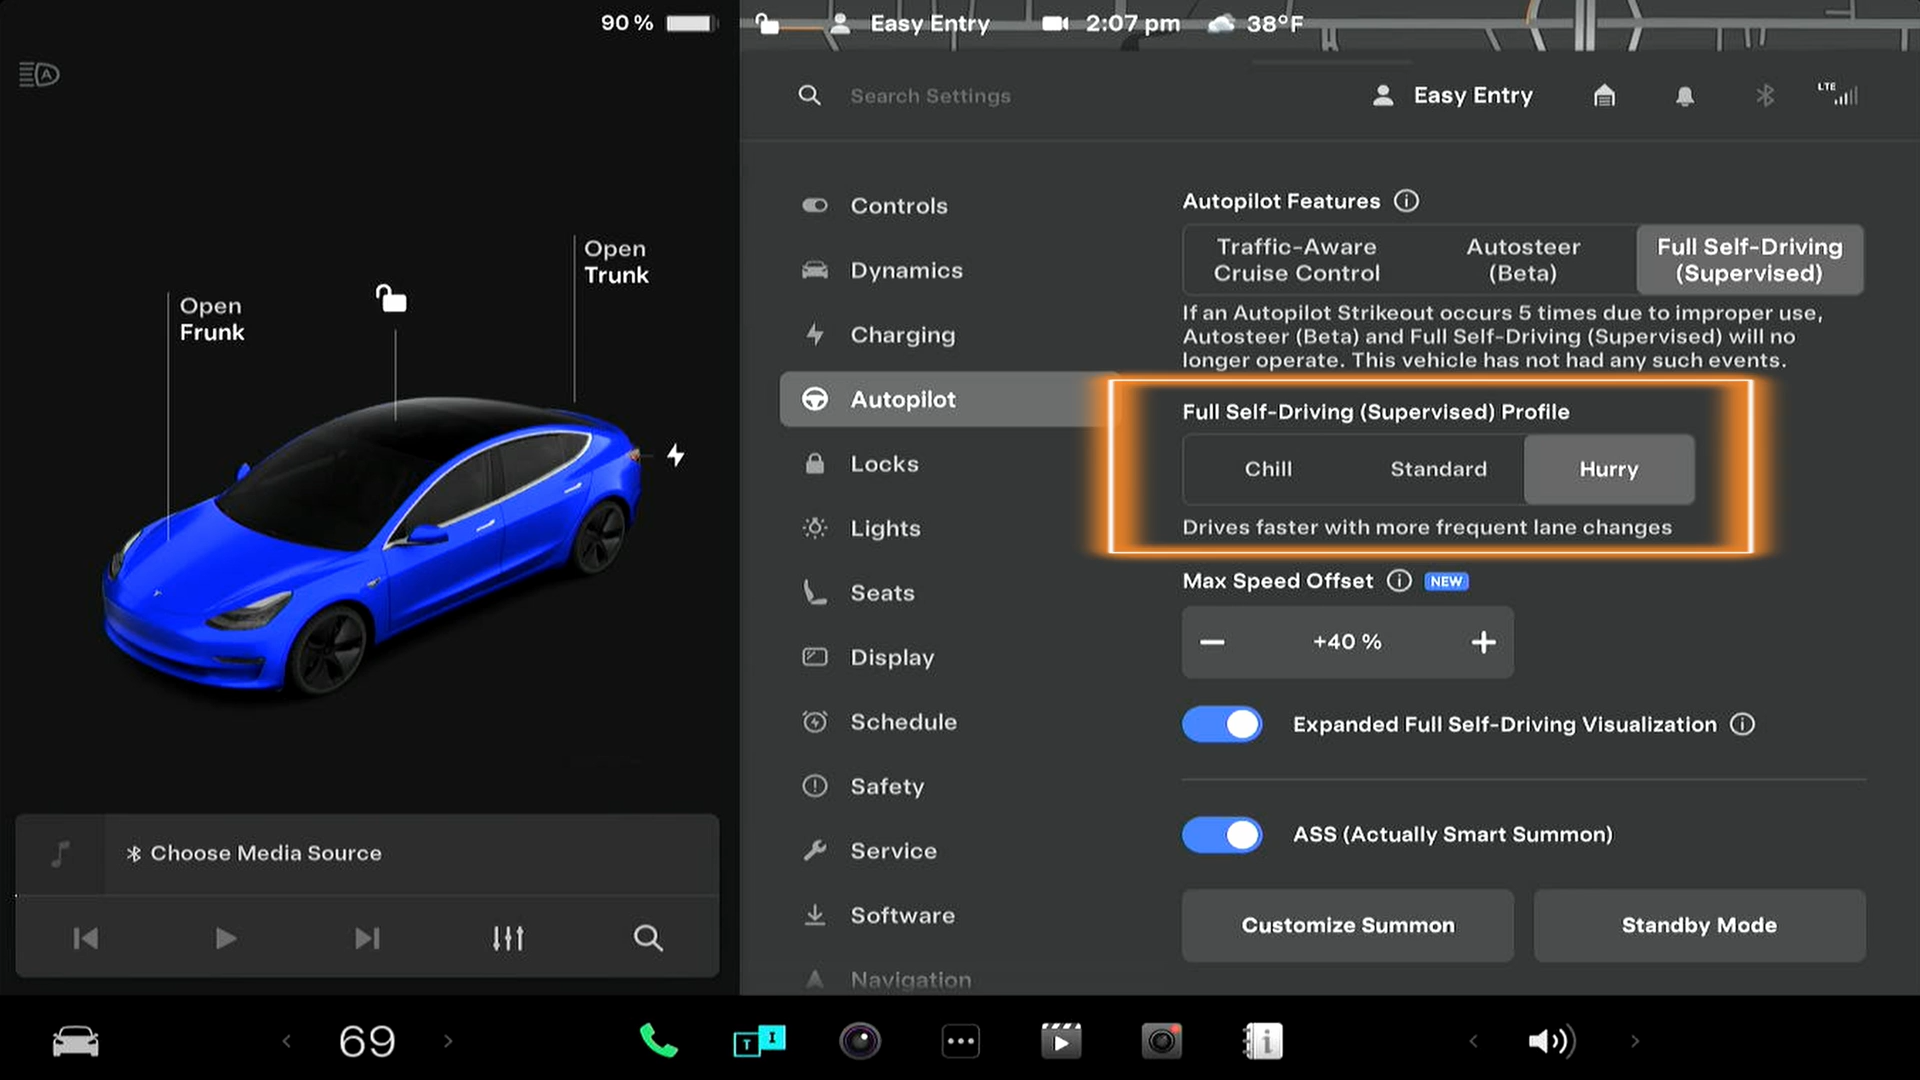 90 %
Easy Entry
2:07 pm
38°F
Search Settings
Easy Entry
LTE
A
Open
Trunk
Open
Frunk
Choose Media Source
Controls
Dynamics
Charging
Autopilot
Locks
Lights
Seats
Display
Schedule
Safety
Service
Software
Navigation
Autopilot Features
Traffic-Aware
Cruise Control
Autosteer
(Beta)
Full Self-Driving
(Supervised)
If an Autopilot Strikeout occurs 5 times due to improper use,
Autosteer (Beta) and Full Self-Driving (Supervised) will no
longer operate. This vehicle has not had any such events.
Full Self-Driving (Supervised) Profile
Chill
Standard
Hurry
Drives faster with more frequent lane changes
Max Speed Offset
NEW
+40 %
Expanded Full Self-Driving Visualization
ASS (Actually Smart Summon)
Customize Summon
Standby Mode
69
T I